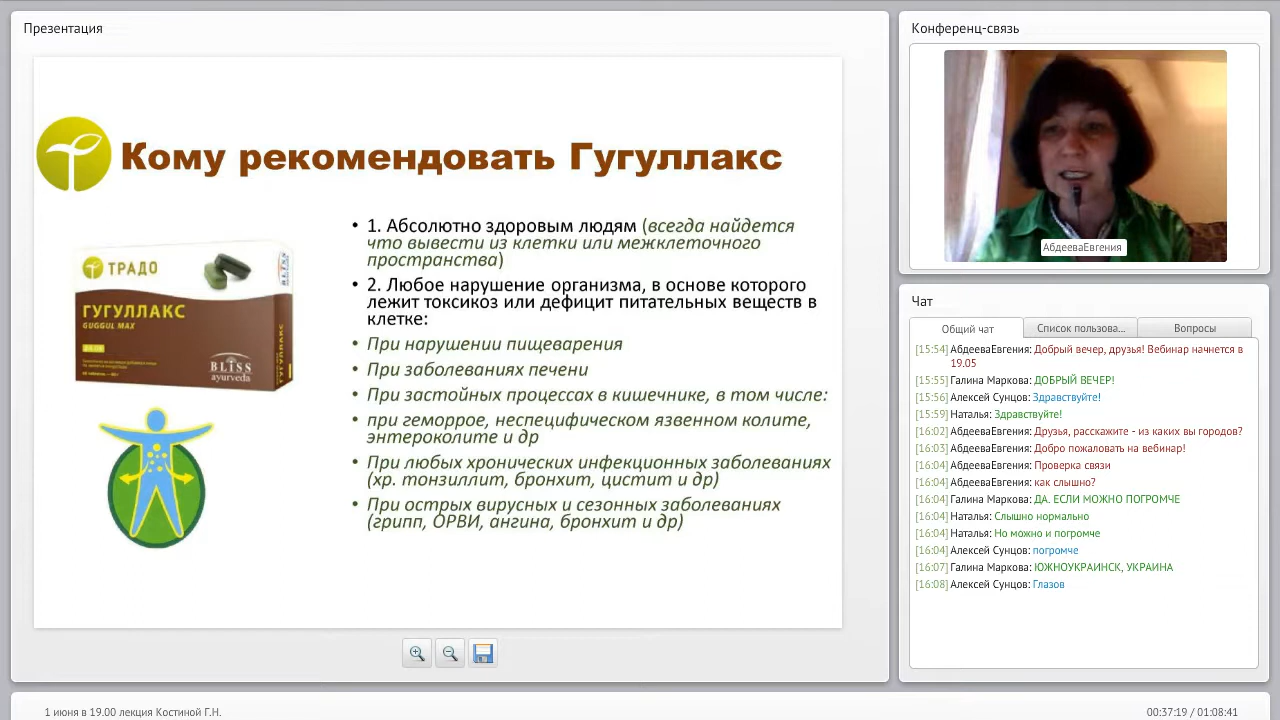 Презентация
Кому рекомендовать Гугуллакс
ТРАДО
ГУГУЛЛАКС
GUGGUL MAX
BLISS
ayurveda
BLISS
ГУГУЛЛАКС
• 1. Абсолютно здоровым людям (всегда найдется
что вывести из клетки или межклеточного
пространства)
• 2. Любое нарушение организма, в основе которого
лежит токсикоз или дефицит питательных веществ в
клетке:
• При нарушении пищеварения
• При заболеваниях печени
• При застойных процессах в кишечнике, в том числе:
• при геморрое, неспецифическом язвенном колите,
энтероколите и др
• При любых хронических инфекционных заболеваниях
(хр. тонзиллит, бронхит, цистит и др)
• При острых вирусных и сезонных заболеваниях
(грипп, ОРВИ, ангина, бронхит и др)
Конференц-связь
АбдееваЕвгения
Чат
Общий чат
Список пользова...
Вопросы
[15:54] АбдееваЕвгения: Добрый вечер, друзья! Вебинар начнется в
19.05
[15:55] Галина Маркова: ДОБРЫЙ ВЕЧЕР!
[15:56] Алексей Сунцов: Здравствуйте!
[15:59] Наталья: Здравствуйте!
[16:02] АбдееваЕвгения: Друзья, расскажите - из каких вы городов?
[16:03] АбдееваЕвгения: Добро пожаловать на вебинар!
[16:04] АбдееваЕвгения: Проверка связи
[16:04] АбдееваЕвгения: как слышно?
[16:04] Галина Маркова: ДА. ЕСЛИ МОЖНО ПОГРОМЧЕ
[16:04] Наталья: Слышно нормально
[16:04] Наталья: Но можно и погромче
[16:04] Алексей Сунцов: погромче
[16:07] Галина Маркова: ЮЖНОУКРАИНСК, УКРАИНА
[16:08] Алексей Сунцов: Глазов
1 июня в 19.00 лекция Костиной Г.Н.
00:37:19 / 01:08:41